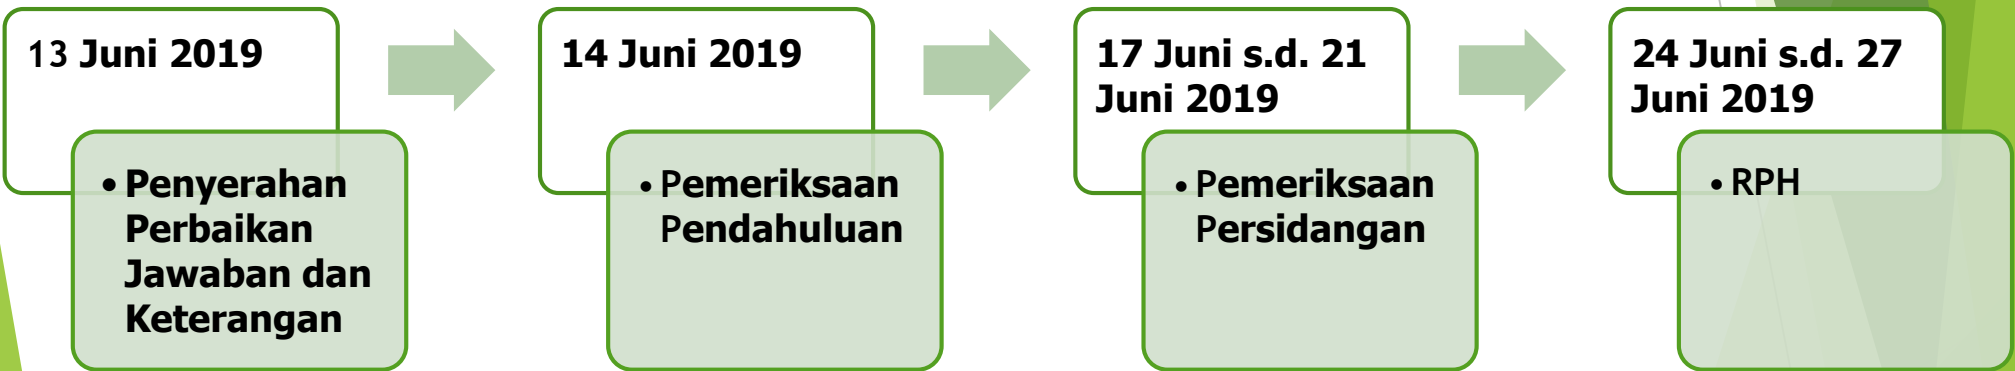 13 Juni 2019
• Penyerahan
Perbaikan
Jawaban dan
Keterangan
14 Juni 2019
• Pemeriksaan
Pendahuluan
17 Juni s.d. 21
Juni 2019
• Pemeriksaan
Persidangan
24 Juni s.d. 27
Juni 2019
• RPH